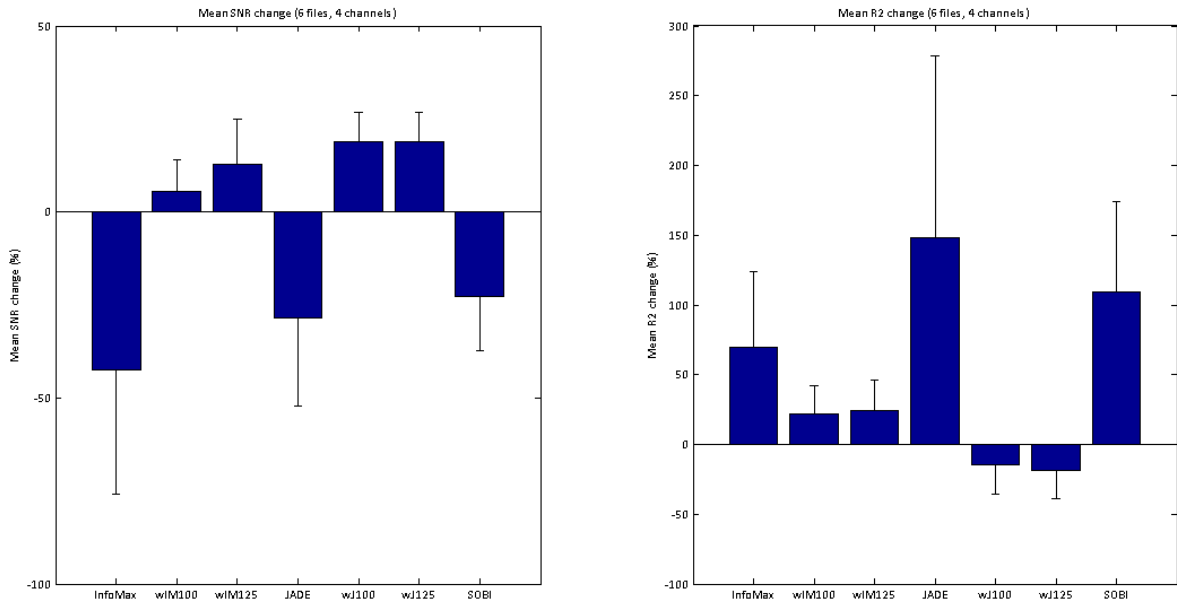 Mean SNR change (6 files, 4 channels)
50
0
-50
-100
Mean SNR change (%)
InfoMax wIM100 wIM125 JADE wJ100 wJ125 SOBI
Mean R2 change (6 files, 4 channels)
300
250
200
150
100
50
0
-50
-100
Mean R2 change (%)
InfoMax wIM100 wIM125 JADE wJ100 wJ125 SOBI